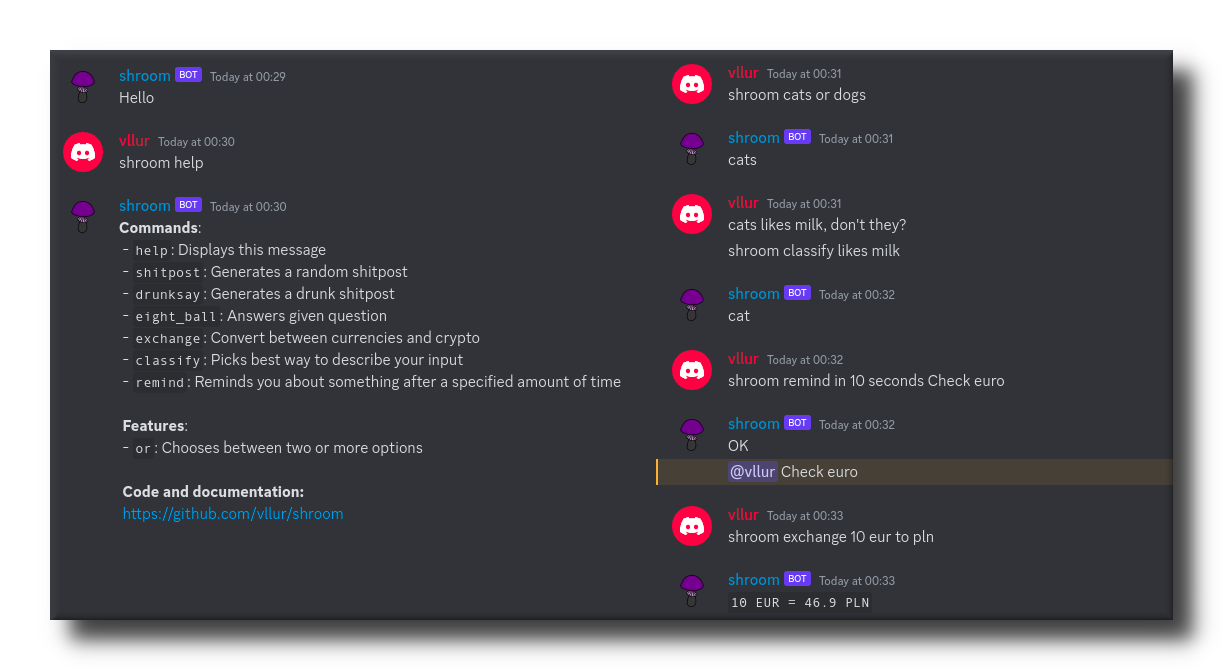 shroom BOT Today at 00:29
Hello
vllur Today at 00:30
shroom help
shroom BOT Today at 00:30
Commands:
- help: Displays this message
- shitpost: Generates a random shitpost
- drunksay: Generates a drunk shitpost
- eight_ball: Answers given question
- exchange: Convert between currencies and crypto
- classify: Picks best way to describe your input
- remind: Reminds you about something after a specified amount of time
Features:
- or: Chooses between two or more options
Code and documentation:
https://github.com/vllur/shroom
vllur Today at 00:31
shroom cats or dogs
shroom BOT Today at 00:31
cats
vllur Today at 00:31
cats likes milk, don't they?
shroom classify likes milk
shroom BOT Today at 00:32
cat
vllur Today at 00:32
shroom remind in 10 seconds Check euro
shroom BOT Today at 00:32
OK
@vllur Check euro
vllur Today at 00:33
shroom exchange 10 eur to pln
shroom BOT Today at 00:33
10 EUR = 46.9 PLN